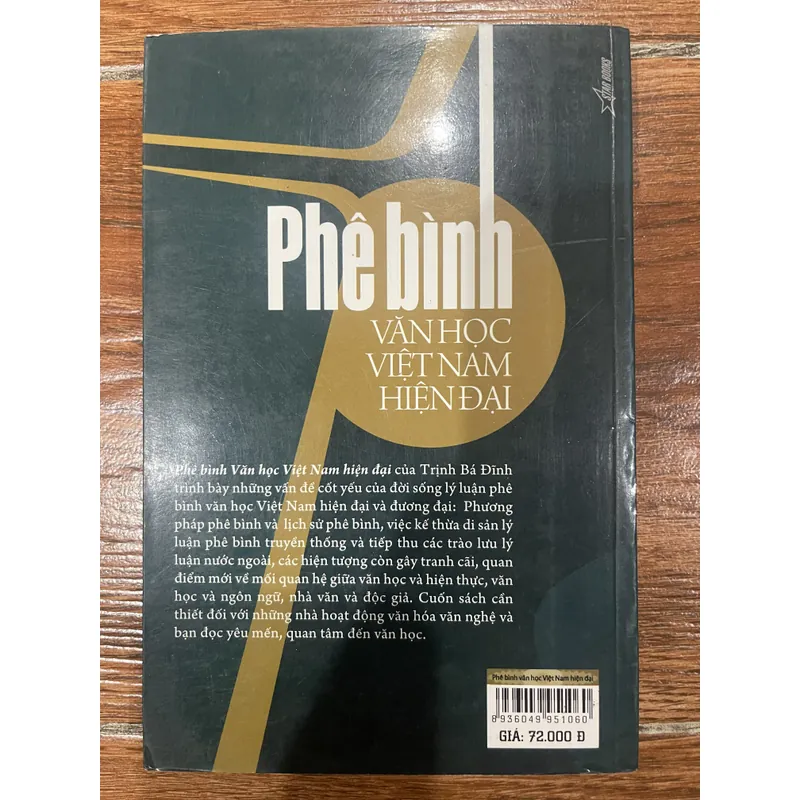 STAR BOOKS
Phê bình
VĂN HỌC
VIỆT NAM
HIỆN ĐẠI
Phê bình Văn học Việt Nam hiện đại của Trịnh Bá Đĩnh
trình bày những vấn đề cốt yếu của đời sống lý luận phê
bình văn học Việt Nam hiện đại và đương đại: Phương
pháp phê bình và lịch sử phê bình, việc kế thừa di sản lý
luận phê bình truyền thống và tiếp thu các trào lưu lý
luận nước ngoài, các hiện tượng còn gây tranh cãi, quan
điểm mới về mối quan hệ giữa văn học và hiện thực, văn
học và ngôn ngữ, nhà văn và độc giả. Cuốn sách cần
thiết đối với những nhà hoạt động văn hóa văn nghệ và
bạn đọc yêu mến, quan tâm đến văn học.
Phê bình văn học Việt Nam hiện đại
8 936049 951060
GIÁ: 72.000 Đ